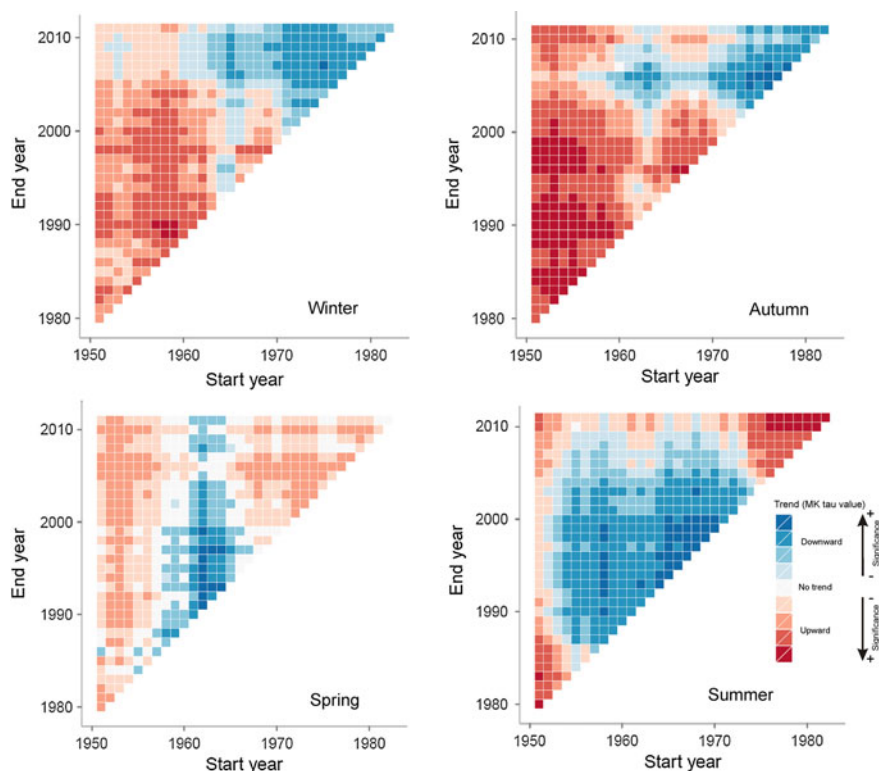 2010
2000
1990
1980
End year
1950
1960
1970
1980
Start year
Winter
2010
2000
1990
1980
End year
1950
1960
1970
1980
Start year
Autumn
2010
2000
1990
1980
End year
1950
1960
1970
1980
Start year
Spring
2010
2000
1990
1980
End year
1950
1960
1970
1980
Start year
Summer
Trend (MK tau value)
Downward
No trend
Upward
+
Significance
-
-
Significance
+